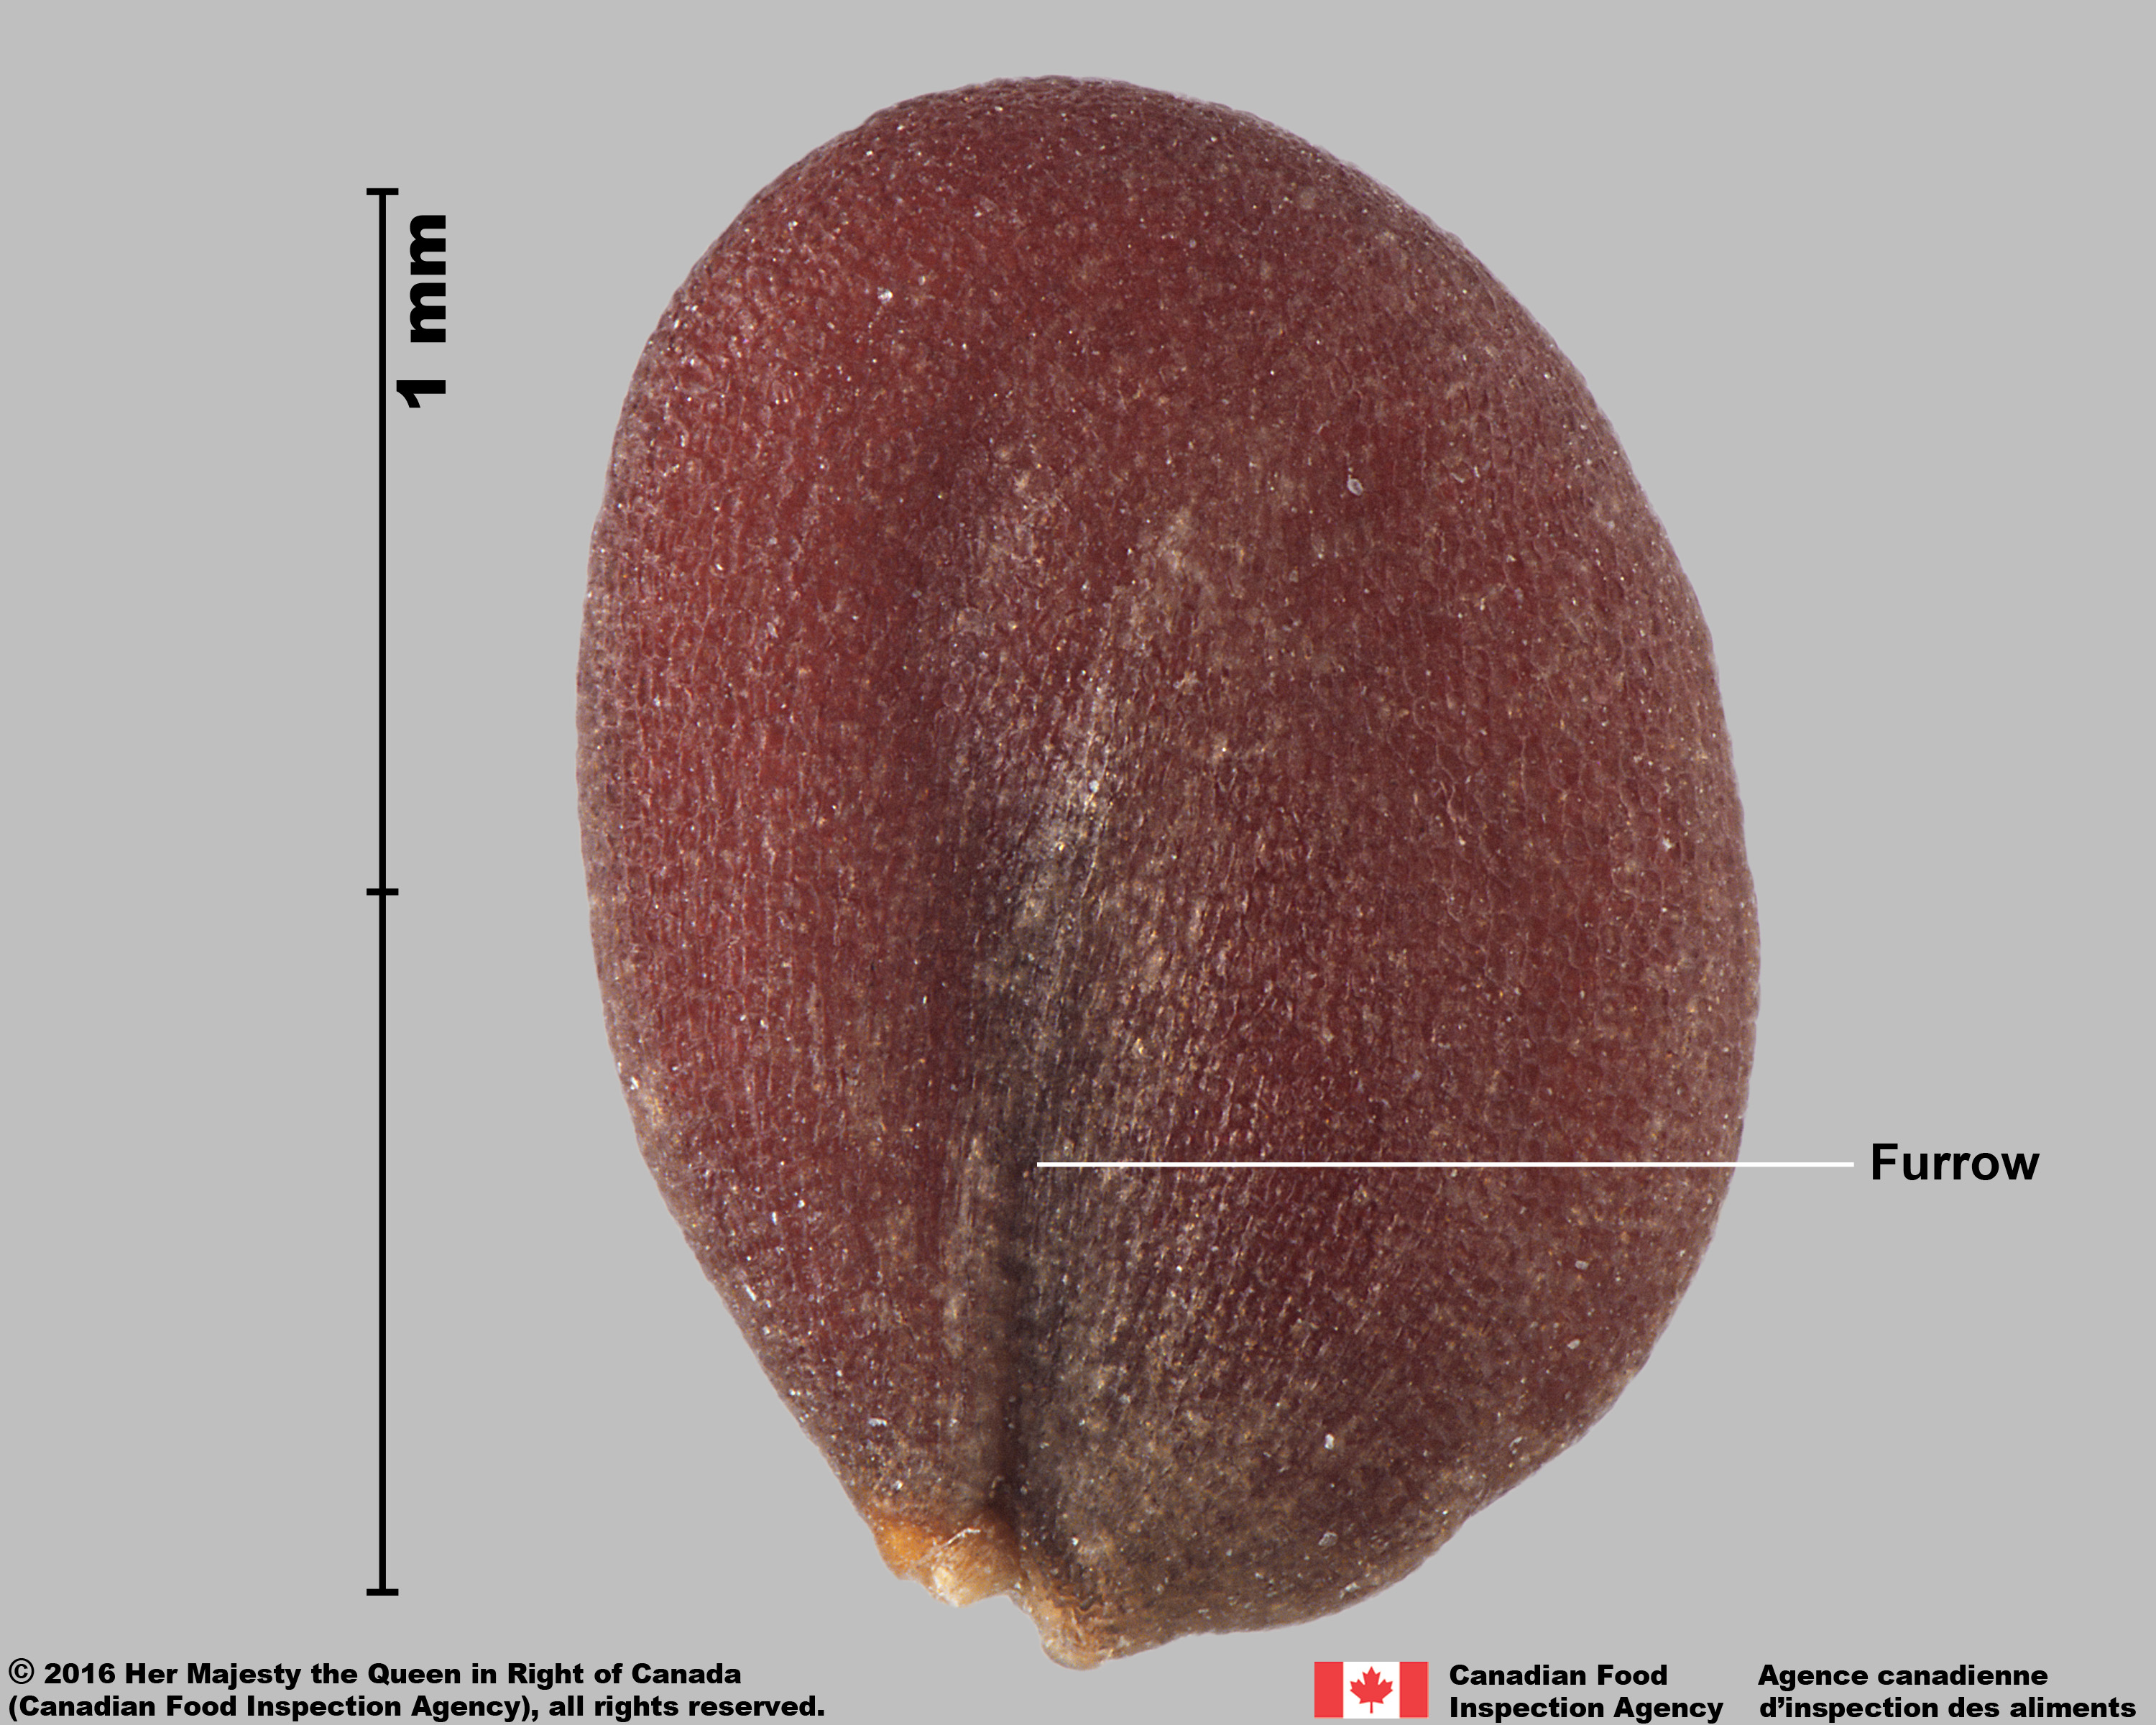 1 mm
Furrow
© 2016 Her Majesty the Queen in Right of Canada
(Canadian Food Inspection Agency), all rights reserved.
Canadian Food
Inspection Agency
Agence canadienne
d’inspection des aliments